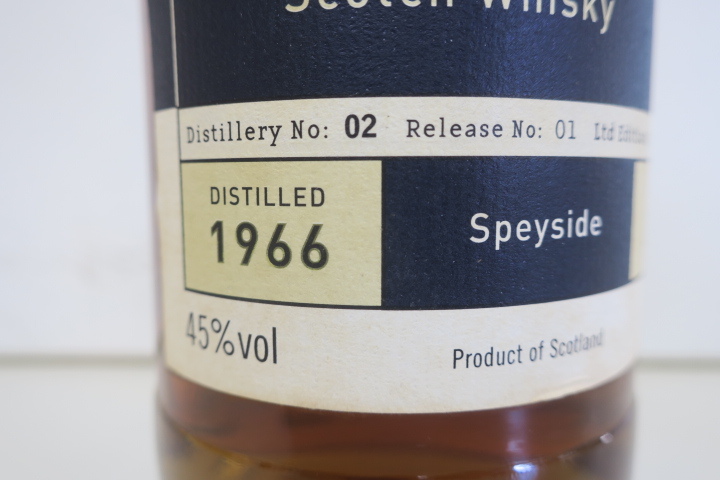 Scotch Whisky
Distillery No: 02 Release No: 01 Ltd Edition
DISTILLED
1966
Speyside
45%vol
Product of Scotland